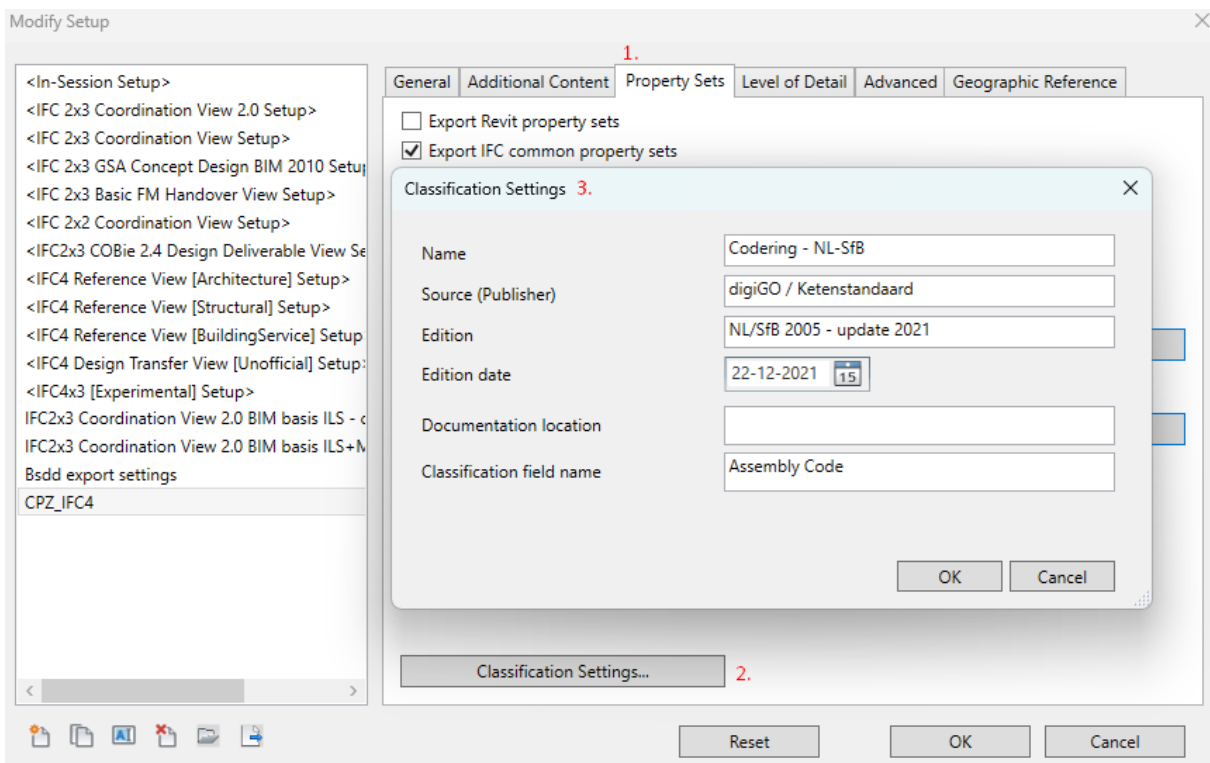 Modify Setup
1.
<In-Session Setup>
<IFC 2x3 Coordination View 2.0 Setup>
<IFC 2x3 Coordination View Setup>
<IFC 2x3 GSA Concept Design BIM 2010 Setup
<IFC 2x3 Basic FM Handover View Setup>
<IFC 2x2 Coordination View Setup>
<IFC2x3 COBie 2.4 Design Deliverable View Se
<IFC4 Reference View [Architecture] Setup>
<IFC4 Reference View [Structural] Setup>
<IFC4 Reference View [BuildingService] Setup
<IFC4 Design Transfer View [Unofficial] Setup>
<IFC4x3 [Experimental] Setup>
IFC2x3 Coordination View 2.0 BIM basis ILS -
IFC2x3 Coordination View 2.0 BIM basis ILS+M
Bsdd export settings
CPZ_IFC4
General Additional Content Property Sets Level of Detail Advanced Geographic Reference
Export Revit property sets
Export IFC common property sets
Classification Settings 3.
Name Codering - NL-SfB
Source (Publisher) digiGO / Ketenstandaard
Edition NL/SfB 2005 - update 2021
Edition date 22-12-2021 15
Documentation location
Classification field name Assembly Code
OK Cancel
Classification Settings... 2.
AI
Reset OK Cancel